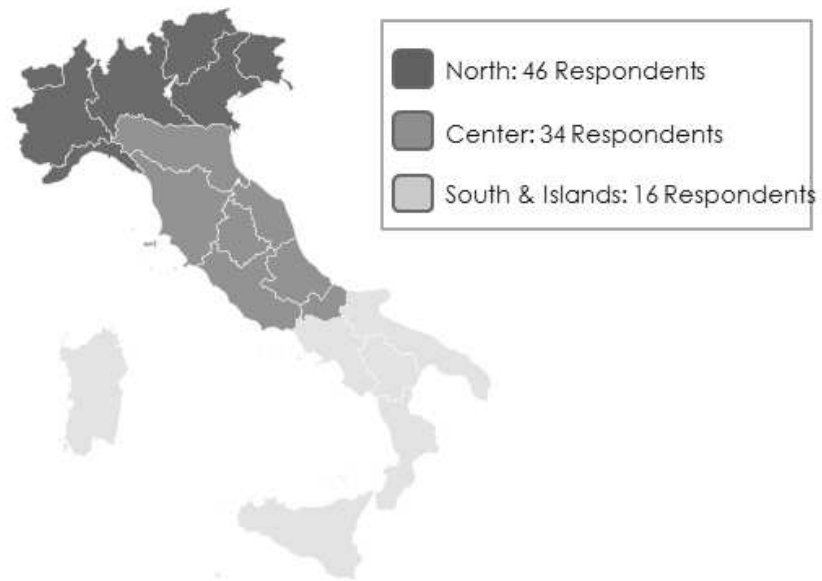 North: 46 Respondents
Center: 34 Respondents
South & Islands: 16 Respondents